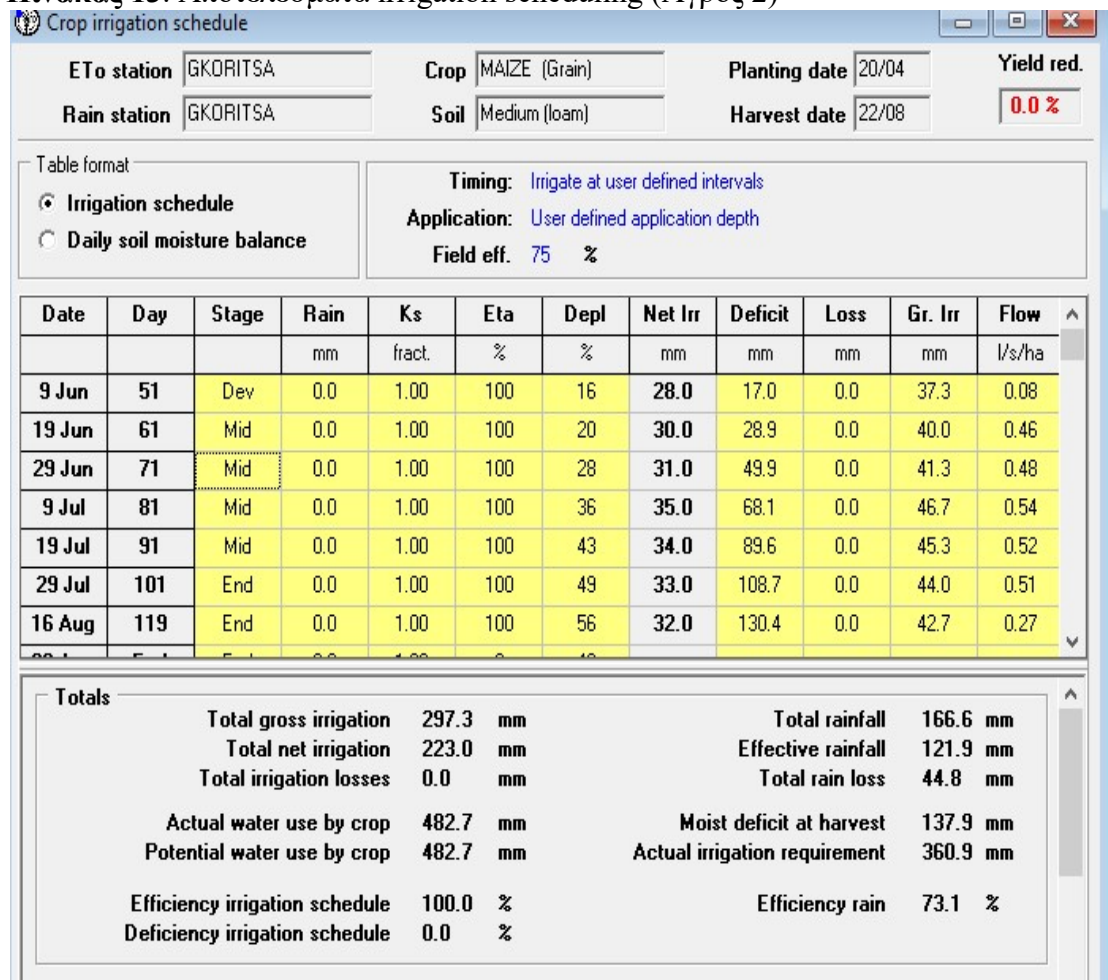 Πίνακας 13. Αποτελέσματα irrigation scheduling (Αγρός 2)
Crop irrigation schedule
ETo station GKORITSA Crop MAIZE (Grain) Planting date 20/04 Yield red.
Rain station GKORITSA Soil Medium (loam) Harvest date 22/08 0.0 %
Table format
Irrigation schedule
Daily soil moisture balance
Timing: Irrigate at user defined intervals
Application: User defined application depth
Field eff. 75 %
Date Day Stage Rain Ks Eta Depl Net Irr Deficit Loss Gr. Irr Flow
mm fract. % % mm mm mm mm l/s/ha
9 Jun 51 Dev 0.0 1.00 100 16 28.0 17.0 0.0 37.3 0.08
19 Jun 61 Mid 0.0 1.00 100 20 30.0 28.9 0.0 40.0 0.46
29 Jun 71 Mid 0.0 1.00 100 28 31.0 49.9 0.0 41.3 0.48
9 Jul 81 Mid 0.0 1.00 100 36 35.0 68.1 0.0 46.7 0.54
19 Jul 91 Mid 0.0 1.00 100 43 34.0 89.6 0.0 45.3 0.52
29 Jul 101 End 0.0 1.00 100 49 33.0 108.7 0.0 44.0 0.51
16 Aug 119 End 0.0 1.00 100 56 32.0 130.4 0.0 42.7 0.27
Totals
Total gross irrigation 297.3 mm Total rainfall 166.6 mm
Total net irrigation 223.0 mm Effective rainfall 121.9 mm
Total irrigation losses 0.0 mm Total rain loss 44.8 mm
Actual water use by crop 482.7 mm Moist deficit at harvest 137.9 mm
Potential water use by crop 482.7 mm Actual irrigation requirement 360.9 mm
Efficiency irrigation schedule 100.0 % Efficiency rain 73.1 %
Deficiency irrigation schedule 0.0 %